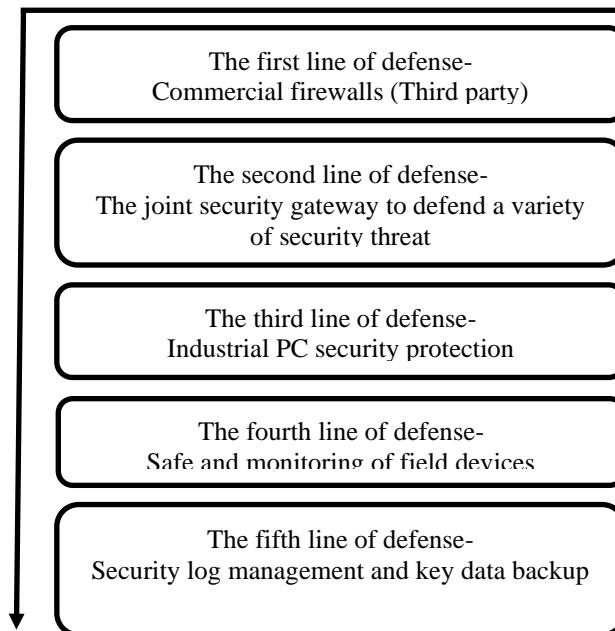 The first line of defense-
Commercial firewalls (Third party)
The second line of defense-
The joint security gateway to defend a variety
of security threat
The third line of defense-
Industrial PC security protection
The fourth line of defense-
Safe and monitoring of field devices
The fifth line of defense-
Security log management and key data backup